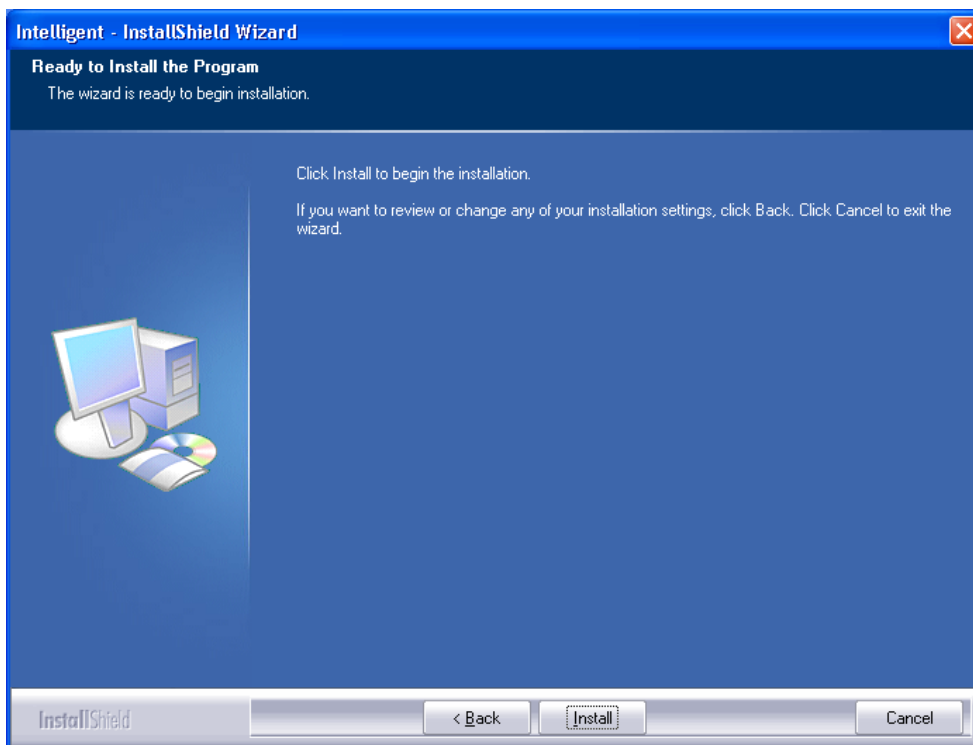 Intelligent - InstallShield Wizard
Ready to Install the Program
The wizard is ready to begin installation.
Click Install to begin the installation.
If you want to review or change any of your installation settings, click Back. Click Cancel to exit the
wizard.
InstallShield
< Back
Install
Cancel